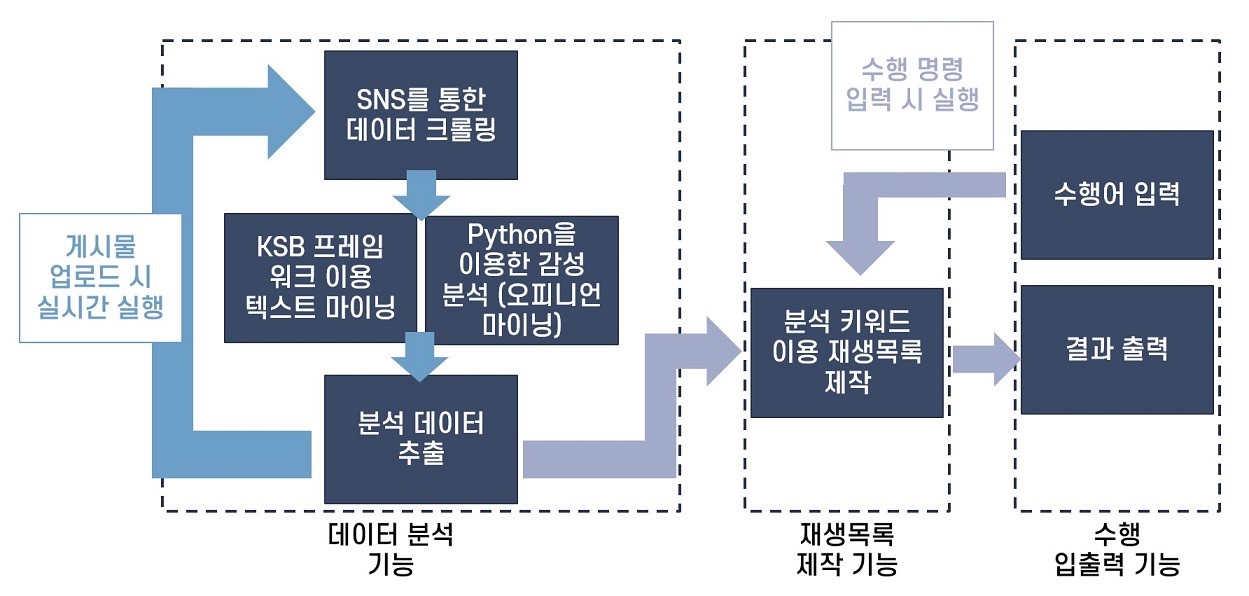 수행 명령
입력 시 실행
SNS를 통한
데이터 크롤링
수행어 입력
게시물
업로드 시
실시간 실행
KSB 프레임
워크 이용
텍스트 마이닝
Python을
이용한 감성
분석 (오피니언
마이닝)
분석 키워드
이용 재생목록
제작
결과 출력
분석 데이터
추출
데이터 분석
기능
재생목록
제작 기능
수행
입출력 기능